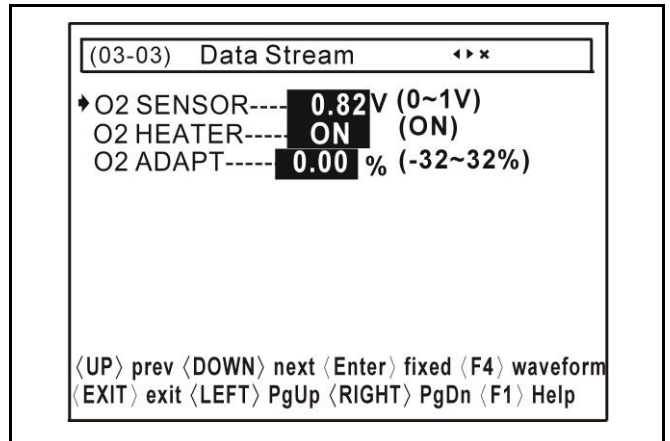 (03-03) Data Stream
O2 SENSOR---- 0.82V (0~1V)
O2 HEATER----- ON (ON)
O2 ADAPT----- 0.00 % (-32~32%)
〈UP〉 prev 〈DOWN〉 next 〈Enter〉 fixed 〈F4〉 waveform
〈EXIT〉 exit 〈LEFT〉 PgUp 〈RIGHT〉 PgDn 〈F1〉 Help